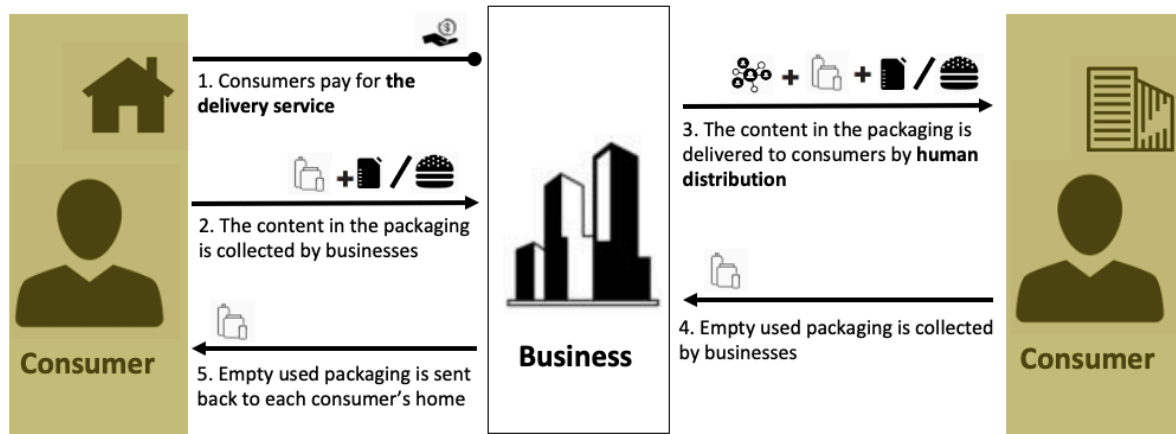 1. Consumers pay for the
delivery service
2. The content in the packaging
is collected by businesses
5. Empty used packaging is sent
back to each consumer's home
Consumer
Business
3. The content in the packaging is
delivered to consumers by human
distribution
4. Empty used packaging is collected
by businesses
Consumer